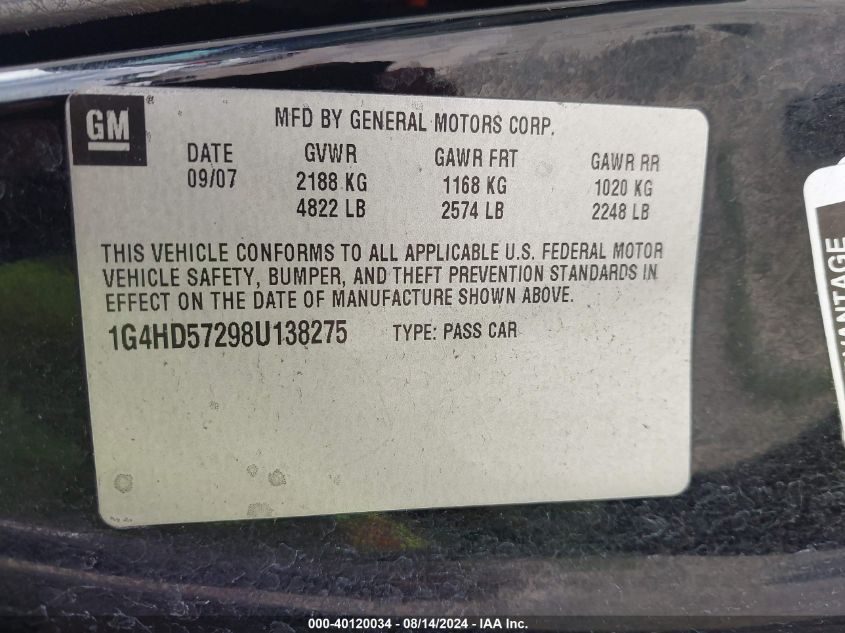 GM
MFD BY GENERAL MOTORS CORP.
DATE GVWR GAWR FRT GAWR RR
09/07 2188 KG 1168 KG 1020 KG
4822 LB 2574 LB 2248 LB
THIS VEHICLE CONFORMS TO ALL APPLICABLE U.S. FEDERAL MOTOR
VEHICLE SAFETY, BUMPER, AND THEFT PREVENTION STANDARDS IN
EFFECT ON THE DATE OF MANUFACTURE SHOWN ABOVE.
1G4HD57298U138275 TYPE: PASS CAR
VANTAGE
000-40120034 - 08/14/2024 - IAA Inc.